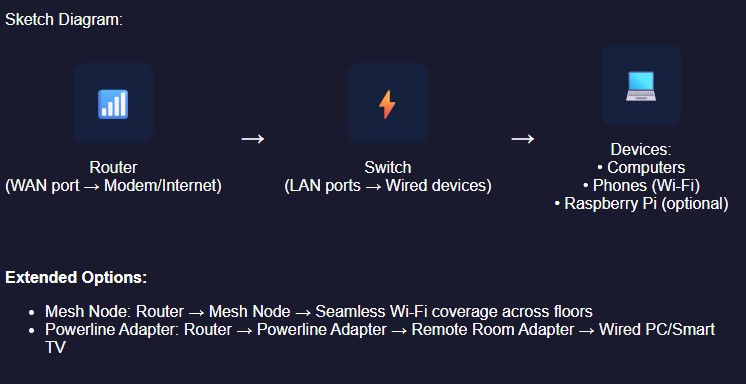 Sketch Diagram:
→
→
Router
(WAN port → Modem/Internet)
Switch
(LAN ports → Wired devices)
Devices:
• Computers
• Phones (Wi-Fi)
• Raspberry Pi (optional)
Extended Options:
• Mesh Node: Router → Mesh Node → Seamless Wi-Fi coverage across floors
• Powerline Adapter: Router → Powerline Adapter → Remote Room Adapter → Wired PC/Smart
TV